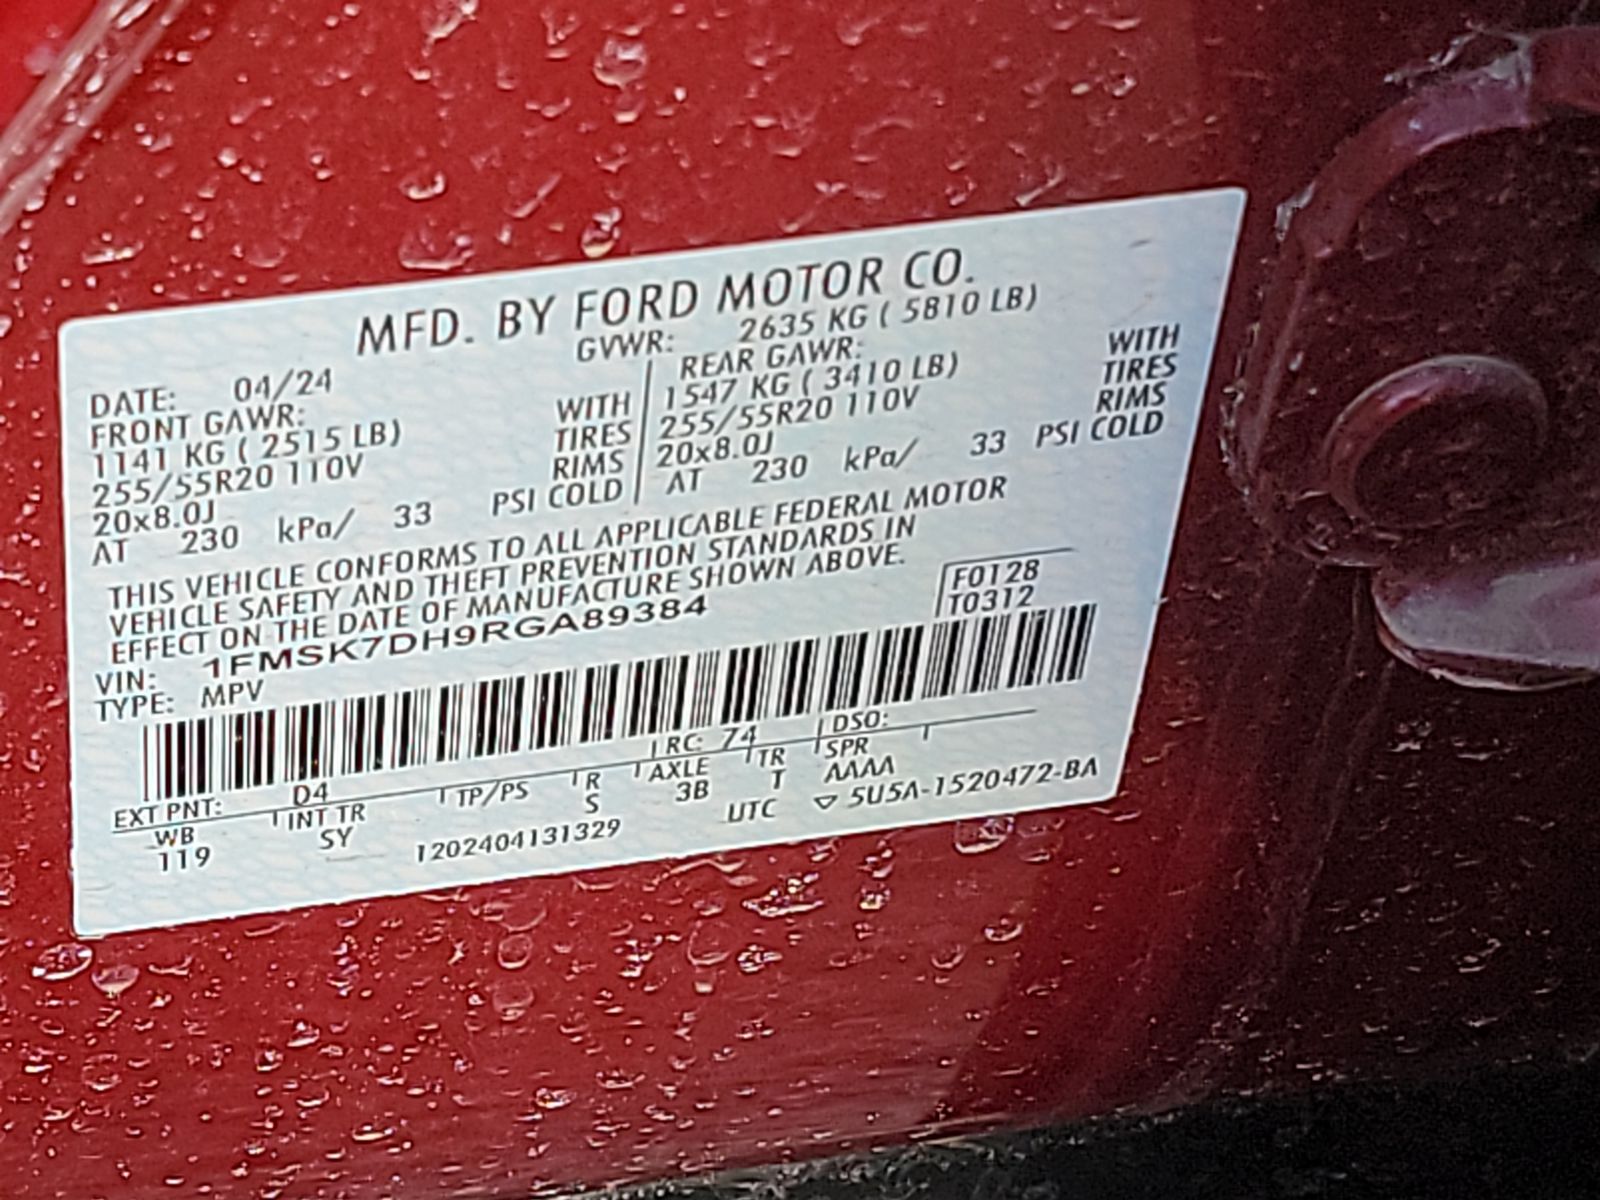 MFD. BY FORD MOTOR CO.
DATE: 04/24 GVWR: 2635 KG ( 5810 LB)
FRONT GAWR: REAR GAWR:
1141 KG ( 2515 LB) WITH 1547 KG ( 3410 LB) WITH
255/55R20 110V TIRES 255/55R20 110V TIRES
20x8.0J RIMS 20x8.0J RIMS
AT 230 kPa/ 33 PSI COLD AT 230 kPa/ 33 PSI COLD
THIS VEHICLE CONFORMS TO ALL APPLICABLE FEDERAL MOTOR
VEHICLE SAFETY AND THEFT PREVENTION STANDARDS IN
EFFECT ON THE DATE OF MANUFACTURE SHOWN ABOVE.
F0128
T0312
VIN: 1FMSK7DH9RGA89384
TYPE: MPV
EXT PNT: D4 RC: 74 DSO:
WB INT TR TP/PS R AXLE TR SPR
119 SY S 3B T AAAA
1202404131329 UTC ▽ 5U5A-1520472-BA